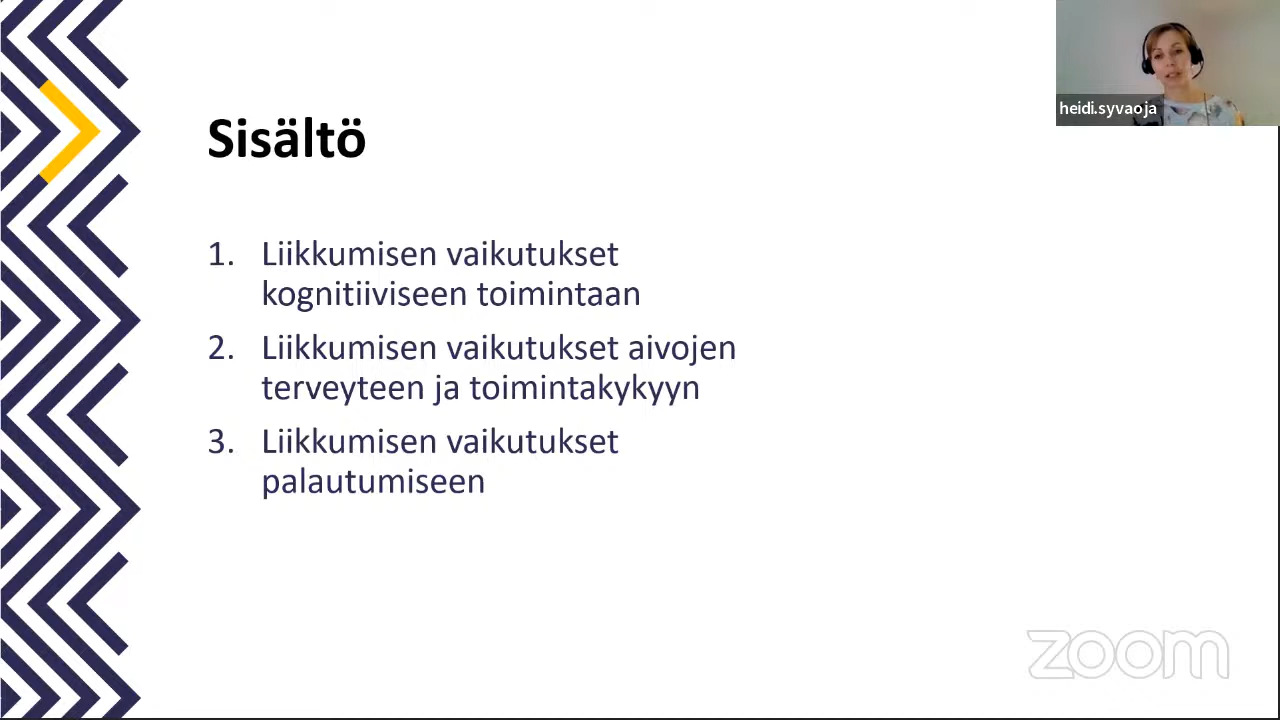 heidi.syvaoja
Sisältö
1. Liikkumisen vaikutukset
kognitiiviseen toimintaan
2. Liikkumisen vaikutukset aivojen
terveyteen ja toimintakykyyn
3. Liikkumisen vaikutukset
palautumiseen
zoom